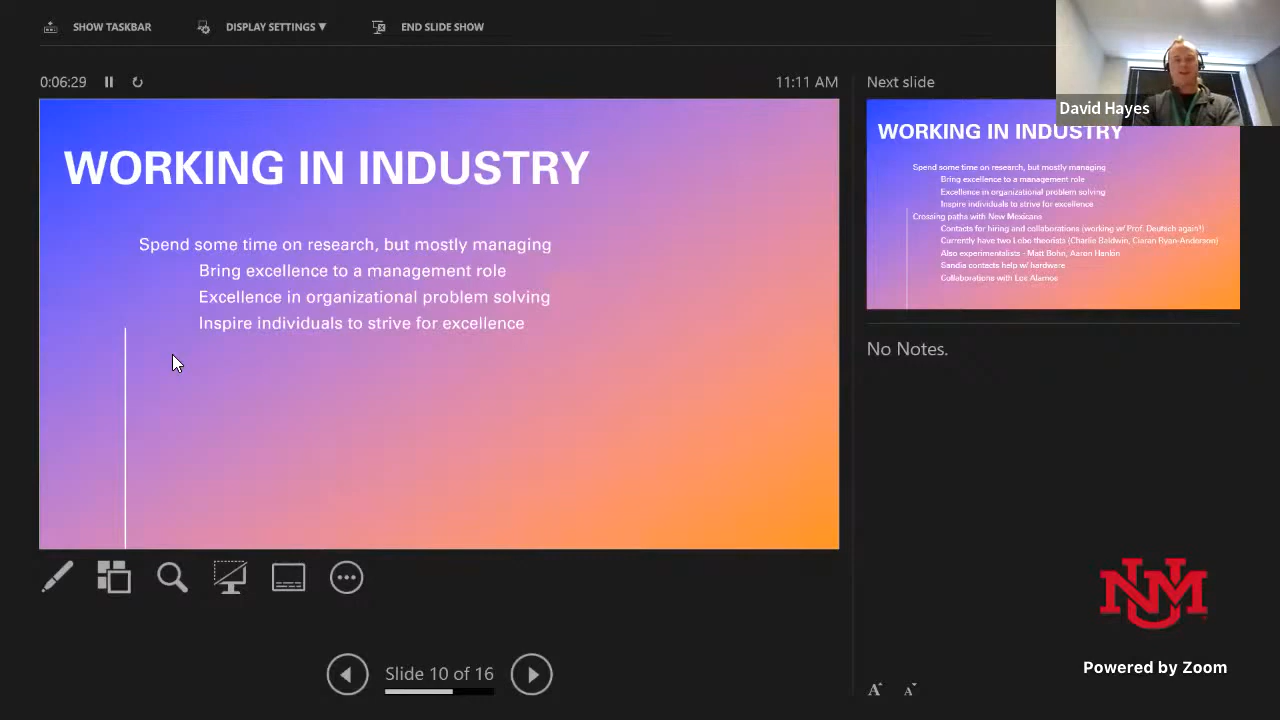 SHOW TASKBAR
DISPLAY SETTINGS ▼
END SLIDE SHOW
0:06:29
11:11 AM
Next slide
David Hayes
WORKING IN INDUSTRY
Spend some time on research, but mostly managing
Bring excellence to a management role
Excellence in organizational problem solving
Inspire individuals to strive for excellence
WORKING IN INDUSTRY
Spend some time on research, but mostly managing
Bring excellence to a management role
Excellence in organizational problem solving
Inspire individuals to strive for excellence
Crossing paths with New Mexicans
Contacts for hiring and collaborations (working w/ Prof. Deutsch again!)
Currently have two Lobo theorists (Charlie Baldwin, Ciaran Ryan-Anderson)
Also experimentalists - Matt Bohn, Aaron Hankin
Sandia contacts help w/ hardware
Collaborations with Los Alamos
No Notes.
Slide 10 of 16
A A
UNM
Powered by Zoom